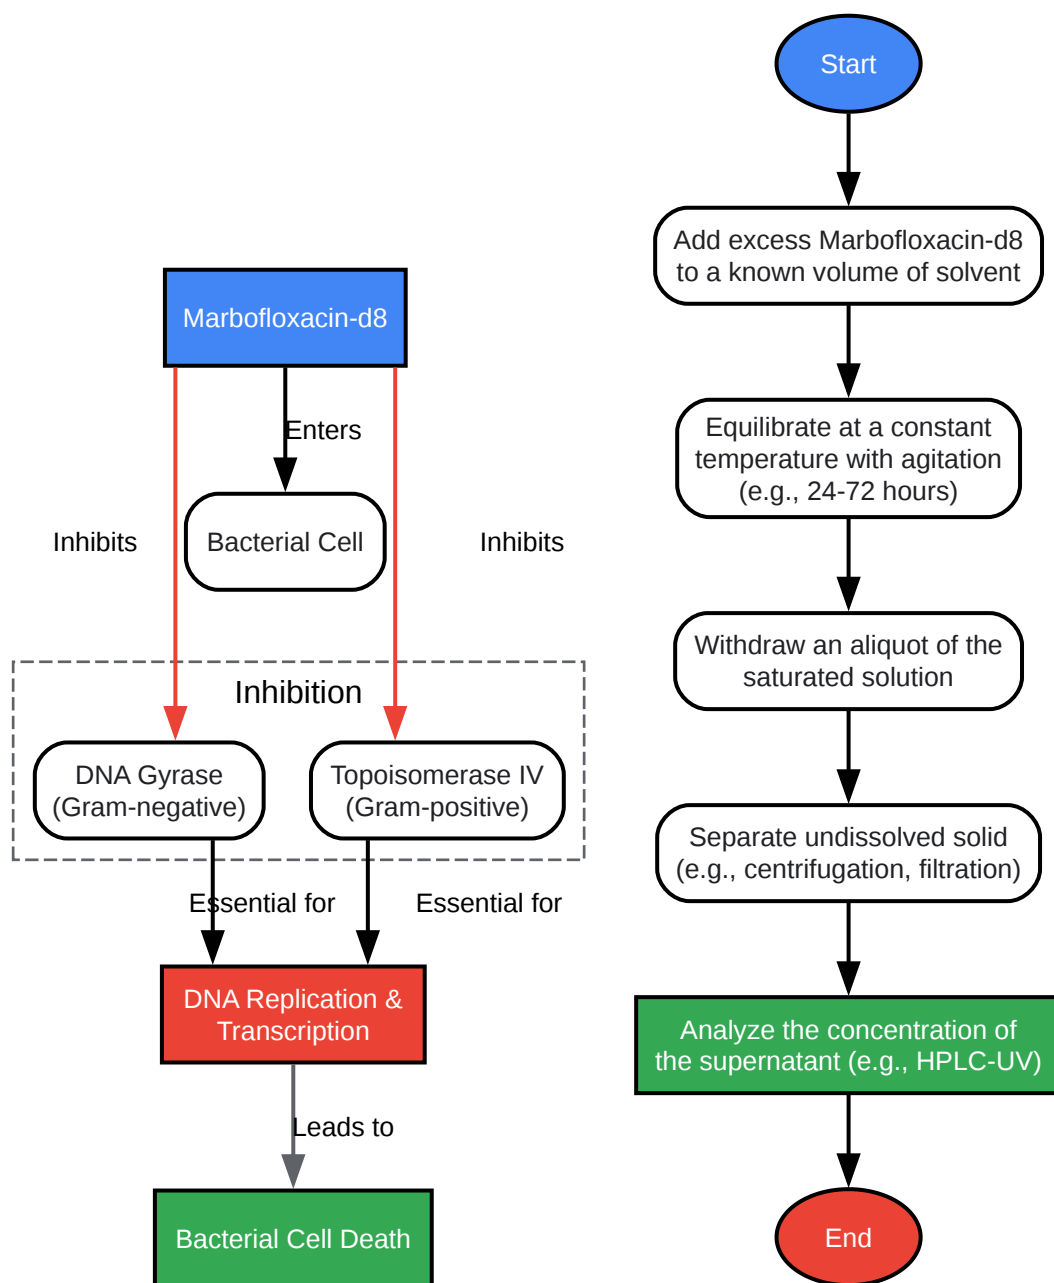 Marbofloxacin-d8
Enters
Bacterial Cell
Inhibits
Inhibits
Inhibition
DNA Gyrase
(Gram-negative)
Topoisomerase IV
(Gram-positive)
Essential for
Essential for
DNA Replication &
Transcription
Leads to
Bacterial Cell Death
Start
Add excess Marbofloxacin-d8
to a known volume of solvent
Equilibrate at a constant
temperature with agitation
(e.g., 24-72 hours)
Withdraw an aliquot of the
saturated solution
Separate undissolved solid
(e.g., centrifugation, filtration)
Analyze the concentration of
the supernatant (e.g., HPLC-UV)
End